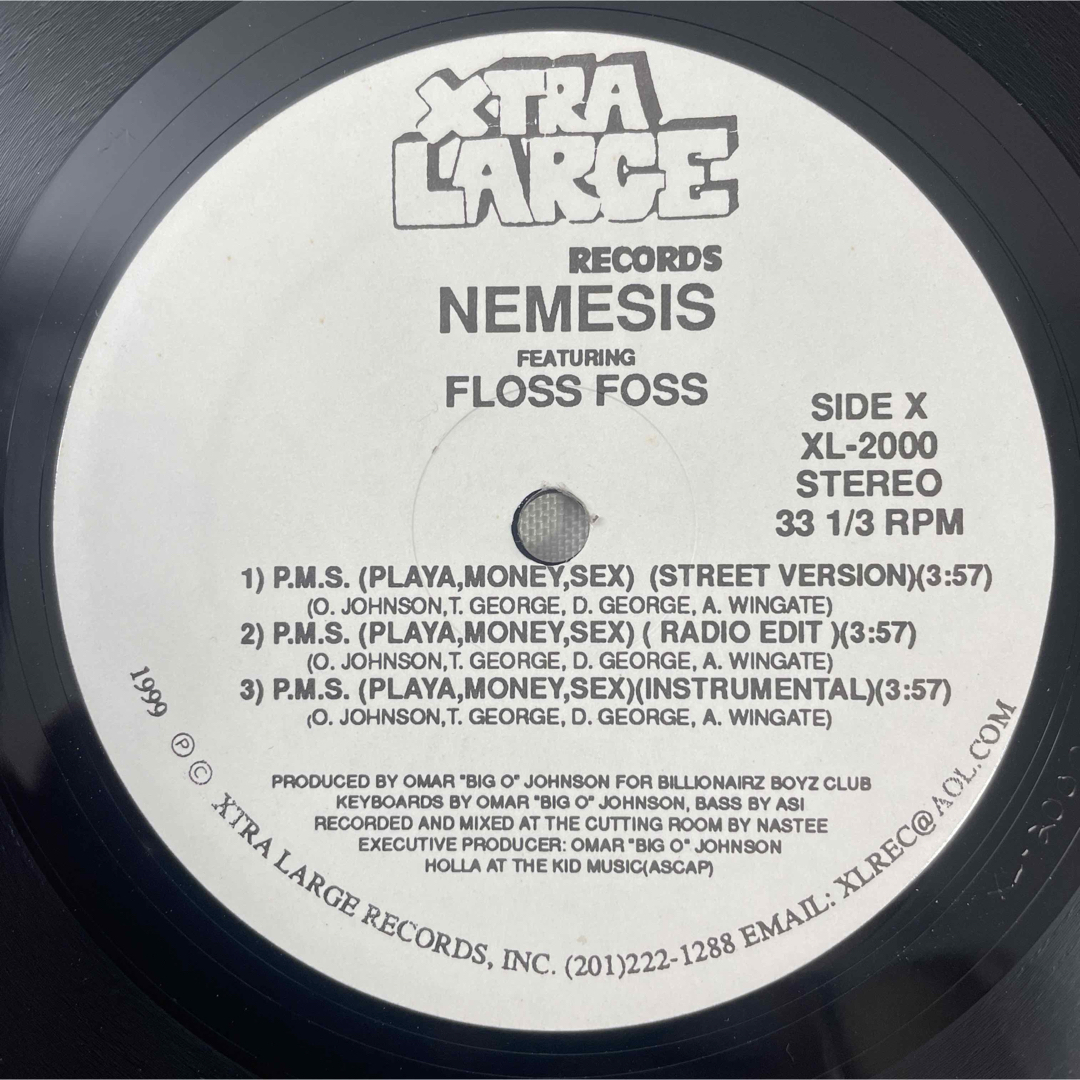 XTRA
LARGE
RECORDS
NEMESIS
FEATURING
FLOSS FOSS
SIDE X
XL-2000
STEREO
33 1/3 RPM
1) P.M.S. (PLAYA,MONEY,SEX) (STREET VERSION)(3:57)
(O. JOHNSON,T. GEORGE, D. GEORGE, A. WINGATE)
2) P.M.S. (PLAYA,MONEY,SEX) ( RADIO EDIT )(3:57)
(O. JOHNSON,T. GEORGE, D. GEORGE, A. WINGATE)
3) P.M.S. (PLAYA,MONEY,SEX)(INSTRUMENTAL)(3:57)
(O. JOHNSON,T. GEORGE, D. GEORGE, A. WINGATE)
PRODUCED BY OMAR "BIG O" JOHNSON FOR BILLIONAIRZ BOYZ CLUB
KEYBOARDS BY OMAR "BIG O" JOHNSON, BASS BY ASI
RECORDED AND MIXED AT THE CUTTING ROOM BY NASTEE
EXECUTIVE PRODUCER: OMAR "BIG O" JOHNSON
HOLLA AT THE KID MUSIC(ASCAP)
1999 ℗ © XTRA LARGE RECORDS, INC. (201)222-1288 EMAIL: XLREC@AOL.COM